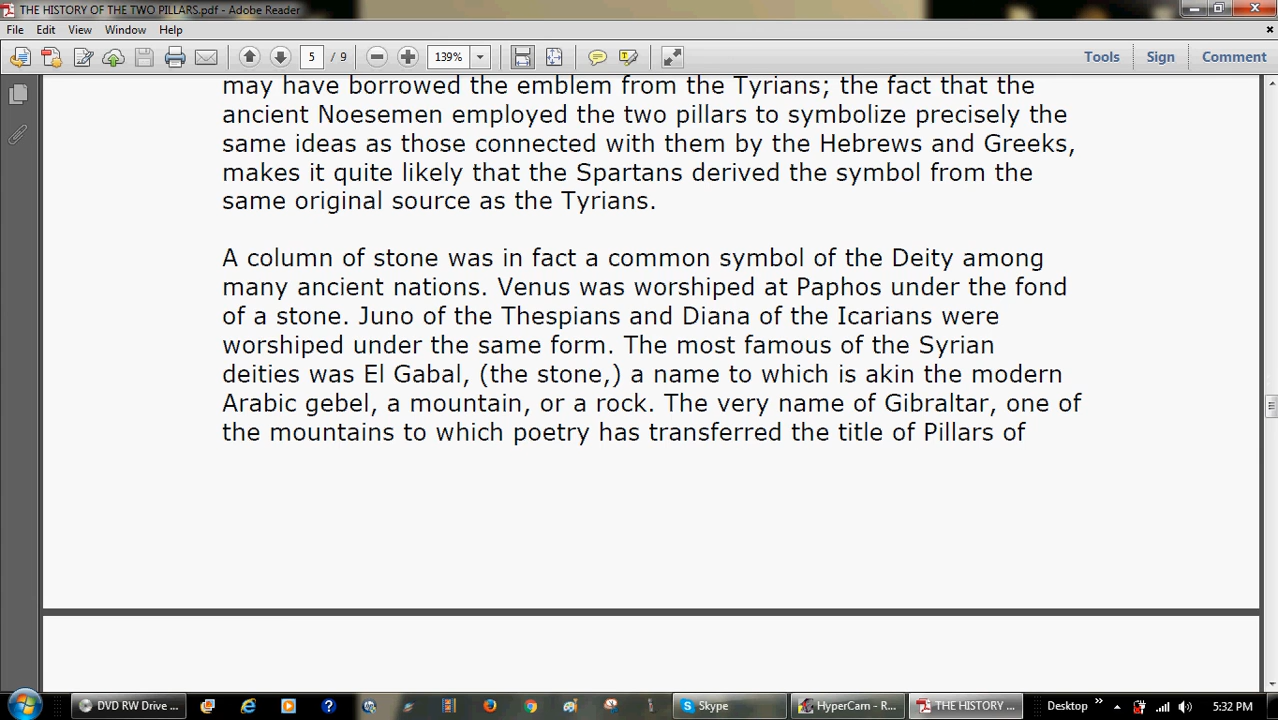 THE HISTORY OF THE TWO PILLARS.pdf - Adobe Reader
File Edit View Window Help
5 / 9 139% Tools Sign Comment
may have borrowed the emblem from the Tyrians; the fact that the
ancient Noesemen employed the two pillars to symbolize precisely the
same ideas as those connected with them by the Hebrews and Greeks,
makes it quite likely that the Spartans derived the symbol from the
same original source as the Tyrians.
A column of stone was in fact a common symbol of the Deity among
many ancient nations. Venus was worshiped at Paphos under the fond
of a stone. Juno of the Thespians and Diana of the Icarians were
worshiped under the same form. The most famous of the Syrian
deities was El Gabal, (the stone,) a name to which is akin the modern
Arabic gebel, a mountain, or a rock. The very name of Gibraltar, one of
the mountains to which poetry has transferred the title of Pillars of
DVD RW Drive ... Skype HyperCam - R... THE HISTORY ... Desktop 5:32 PM